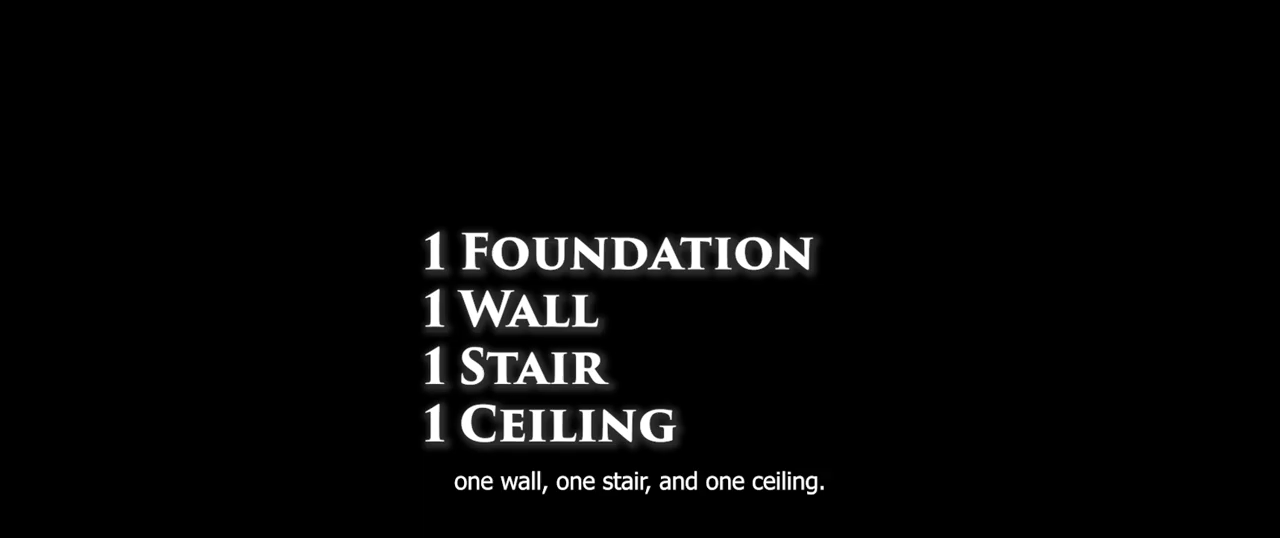 1 Foundation
1 Wall
1 Stair
1 Ceiling
one wall, one stair, and one ceiling.